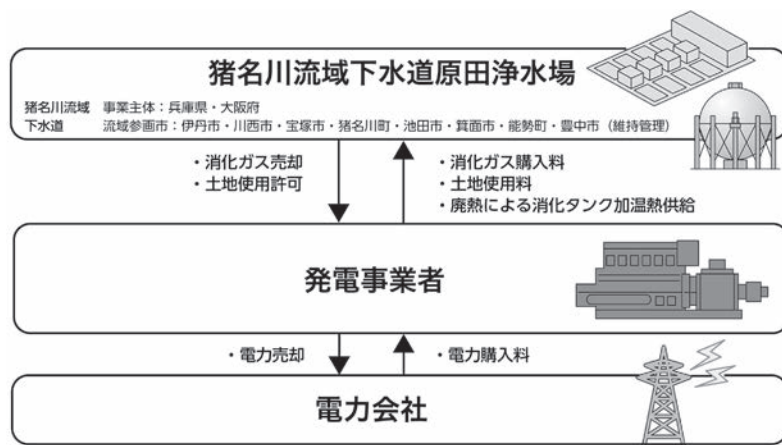 猪名川流域下水道原田浄水場
猪名川流域 事業主体：兵庫県・大阪府
下水道 流域参画市：伊丹市・川西市・宝塚市・猪名川町・池田市・箕面市・能勢町・豊中市（維持管理）
・消化ガス売却
・土地使用許可
・消化ガス購入料
・土地使用料
・廃熱による消化タンク加温熱供給
発電事業者
・電力売却
・電力購入料
電力会社